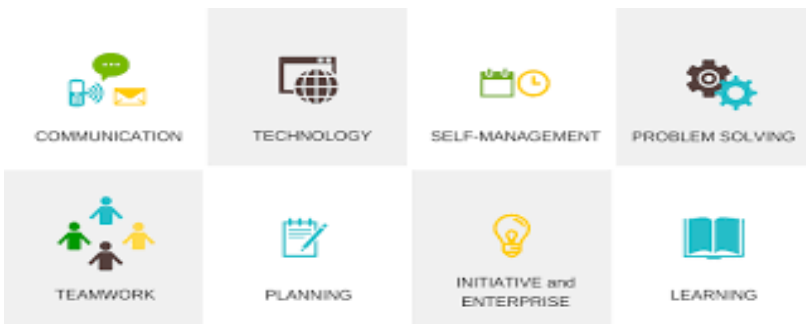 COMMUNICATION
TECHNOLOGY
SELF-MANAGEMENT
PROBLEM SOLVING
TEAMWORK
PLANNING
INITIATIVE and
ENTERPRISE
LEARNING